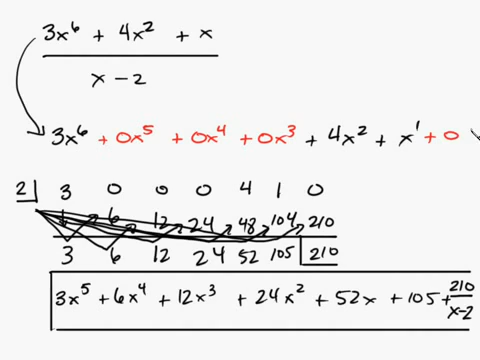 3x⁶ + 4x² + x
x - 2
3x⁶ + 0x⁵ + 0x⁴ + 0x³ + 4x² + x¹ + 0
2 3 0 0 0 4 1 0
6 12 24 48 104 210
3 6 12 24 52 105 210
3x⁵ + 6x⁴ + 12x³ + 24x² + 52x + 105 + 210/x-2